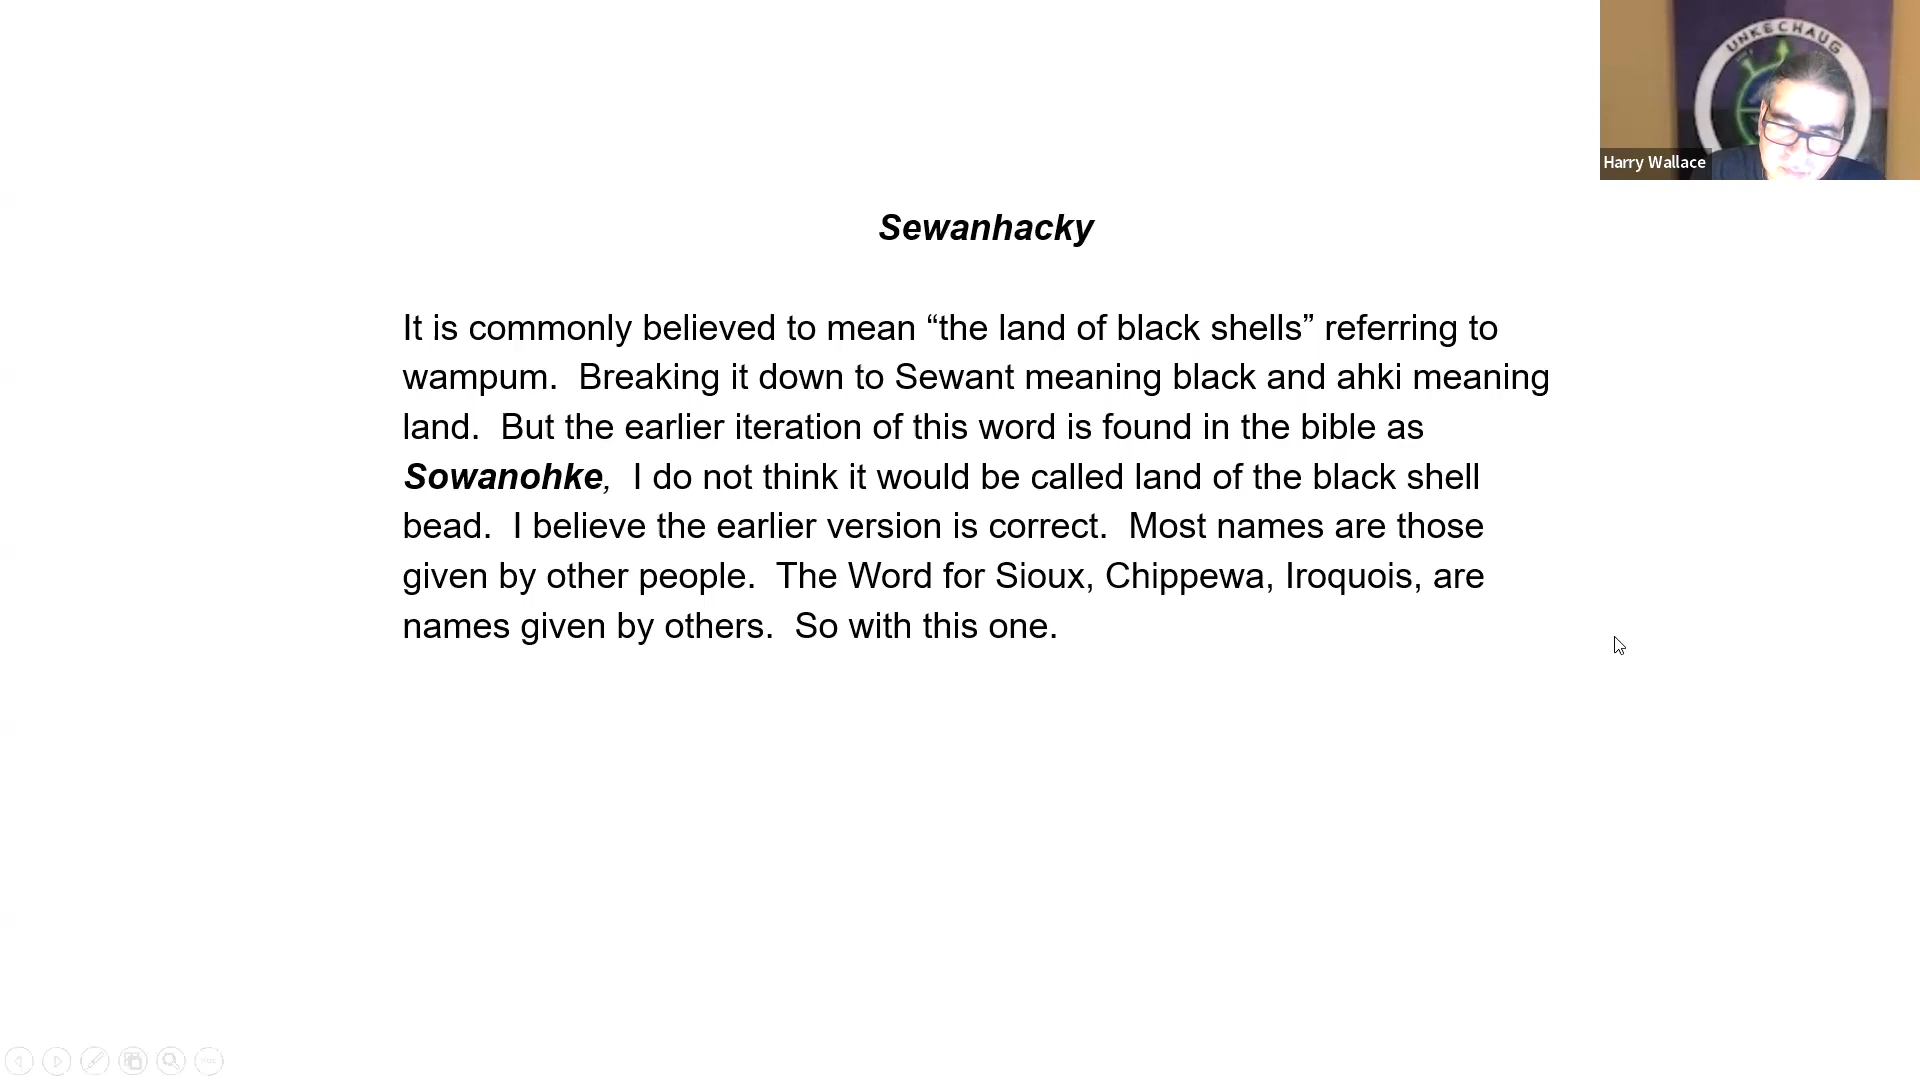 UNKECHAUG
Harry Wallace
Sewanhacky
It is commonly believed to mean “the land of black shells” referring to
wampum.  Breaking it down to Sewant meaning black and ahki meaning
land.  But the earlier iteration of this word is found in the bible as
Sowanohke,  I do not think it would be called land of the black shell
bead.  I believe the earlier version is correct.  Most names are those
given by other people.  The Word for Sioux, Chippewa, Iroquois, are
names given by others.  So with this one.